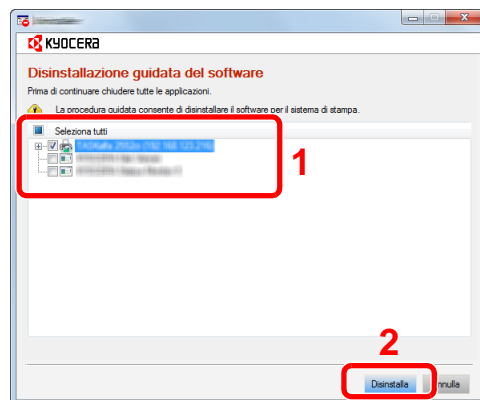 KYOCERA
Disinstallazione guidata del software
Prima di continuare chiudere tutte le applicazioni.
La procedura guidata consente di disinstallare il software per il sistema di stampa.
Seleziona tutti
1
2
Disinstalla
nnulla